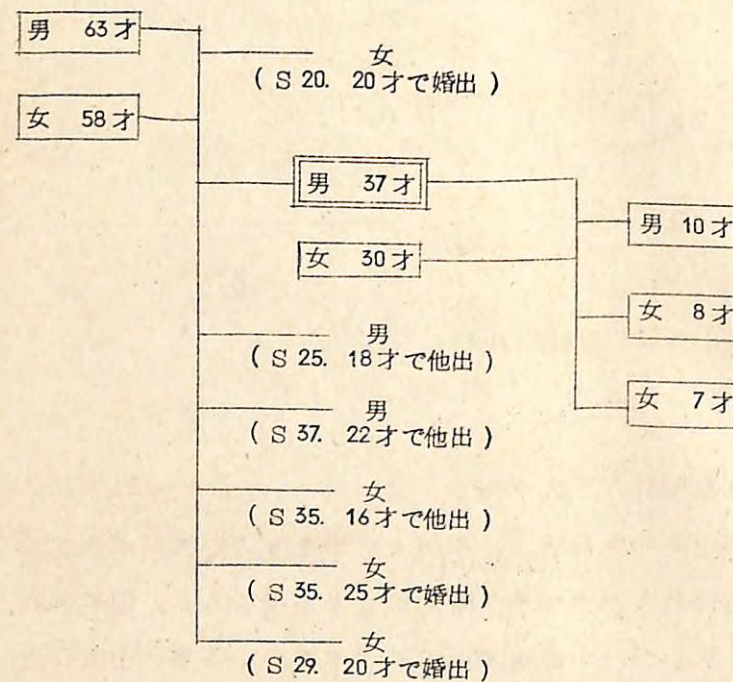 男 63才
女
( S 20. 20才で婚出 )
女 58才
男 37才
男 10才
女 30才
女 8才
男
( S 25. 18才で他出 )
女 7才
男
( S 37. 22才で他出 )
女
( S 35. 16才で他出 )
女
( S 35. 25才で婚出 )
女
( S 29. 20才で婚出 )